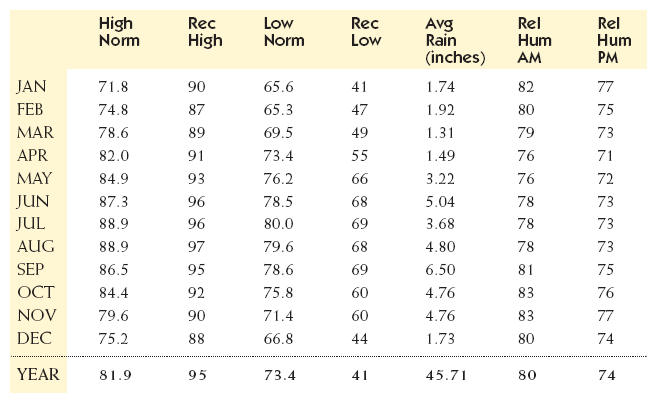 High Norm Rec High Low Norm Rec Low Avg Rain (inches) Rel Hum AM Rel Hum PM
JAN 71.8 90 65.6 41 1.74 82 77
FEB 74.8 87 65.3 47 1.92 80 75
MAR 78.6 89 69.5 49 1.31 79 73
APR 82.0 91 73.4 55 1.49 76 71
MAY 84.9 93 76.2 66 3.22 76 72
JUN 87.3 96 78.5 68 5.04 78 73
JUL 88.9 96 80.0 69 3.68 78 73
AUG 88.9 97 79.6 68 4.80 78 73
SEP 86.5 95 78.6 69 6.50 81 75
OCT 84.4 92 75.8 60 4.76 83 76
NOV 79.6 90 71.4 60 4.76 83 77
DEC 75.2 88 66.8 44 1.73 80 74
YEAR 81.9 95 73.4 41 45.71 80 74